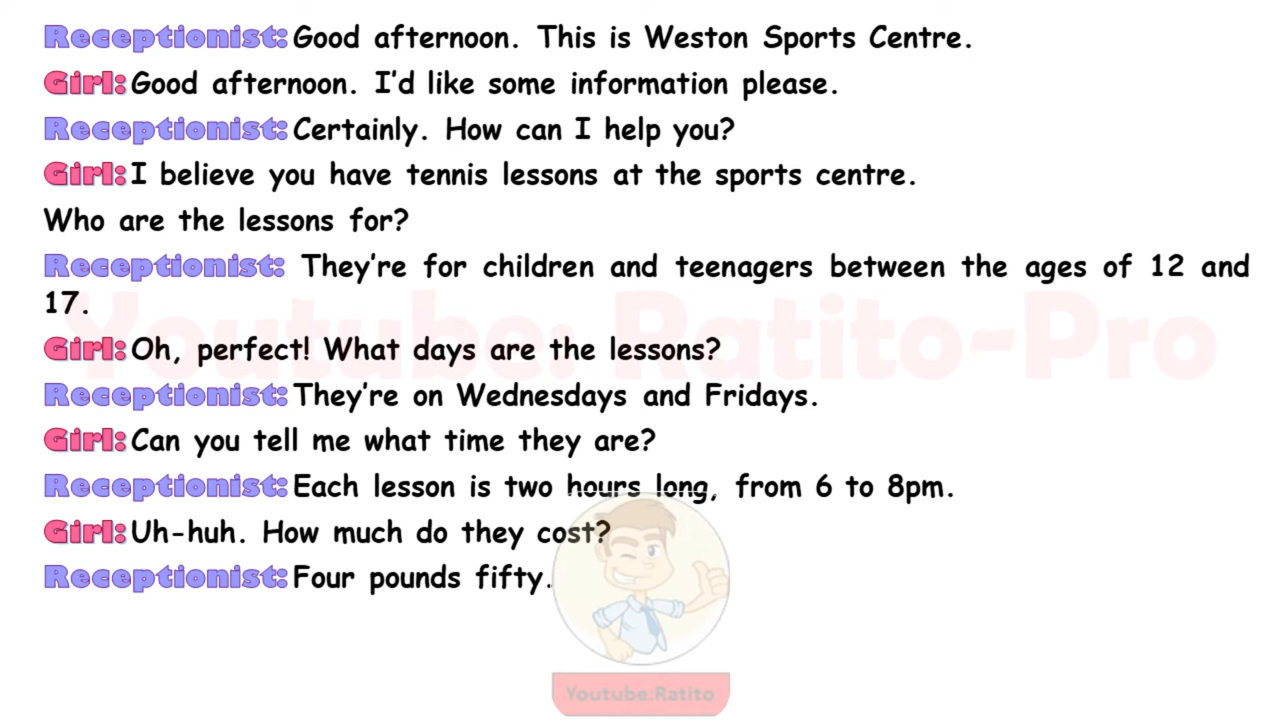 Receptionist: Good afternoon. This is Weston Sports Centre.
Girl: Good afternoon. I'd like some information please.
Receptionist: Certainly. How can I help you?
Girl: I believe you have tennis lessons at the sports centre.
Who are the lessons for?
Receptionist: They're for children and teenagers between the ages of 12 and
17.
Youtube: Ratito-Pro
Girl: Oh, perfect! What days are the lessons?
Receptionist: They're on Wednesdays and Fridays.
Girl: Can you tell me what time they are?
Receptionist: Each lesson is two hours long, from 6 to 8pm.
Girl: Uh-huh. How much do they cost?
Receptionist: Four pounds fifty.
Youtube:Ratito